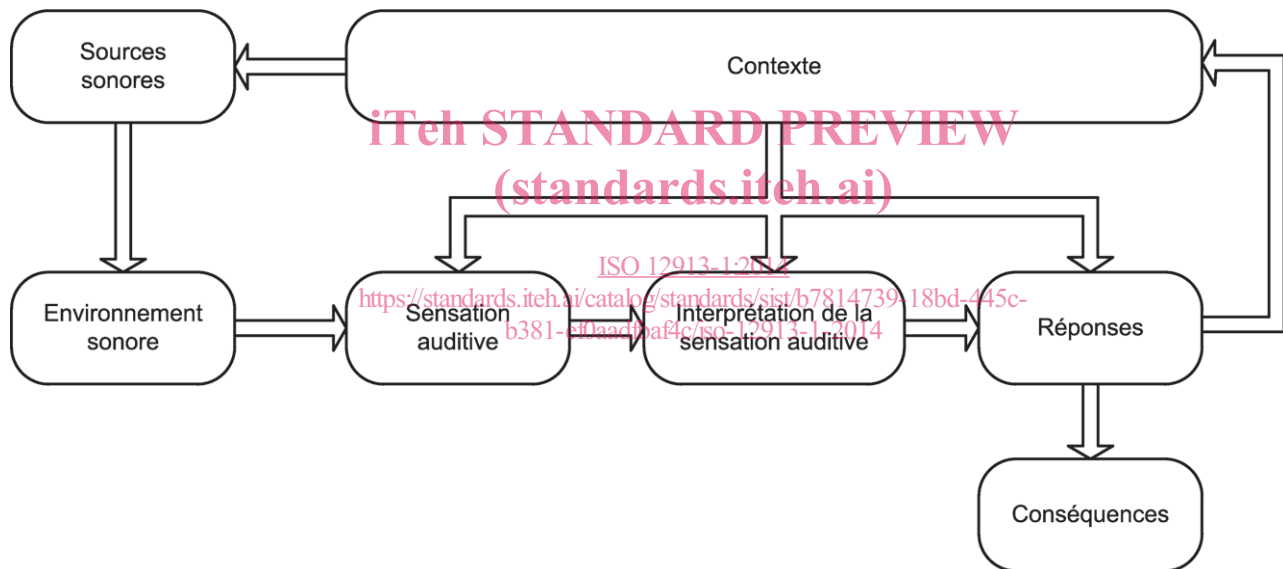 Sources
sonores
Contexte
iTeh STANDARD PREVIEW
(standards.iteh.ai)
ISO 12913-1:2014
https://standards.iteh.ai/catalog/standards/sist/b7814739-18bd-445c-
b381-ef0aadfbaf4c/iso-12913-1-2014
Environnement
sonore
Sensation
auditive
Interprétation de la
sensation auditive
Réponses
Conséquences